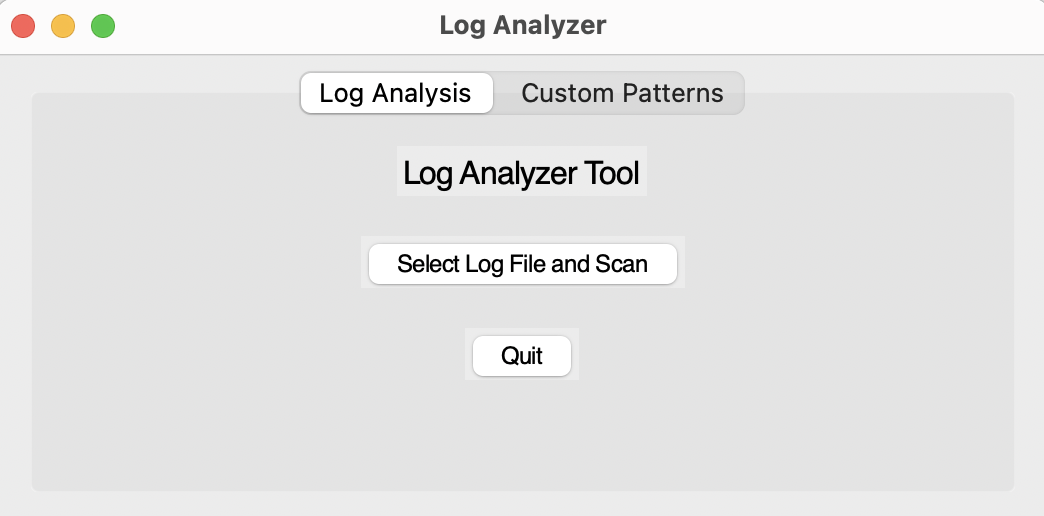 Log Analyzer
Log Analysis Custom Patterns
Log Analyzer Tool
Select Log File and Scan
Quit